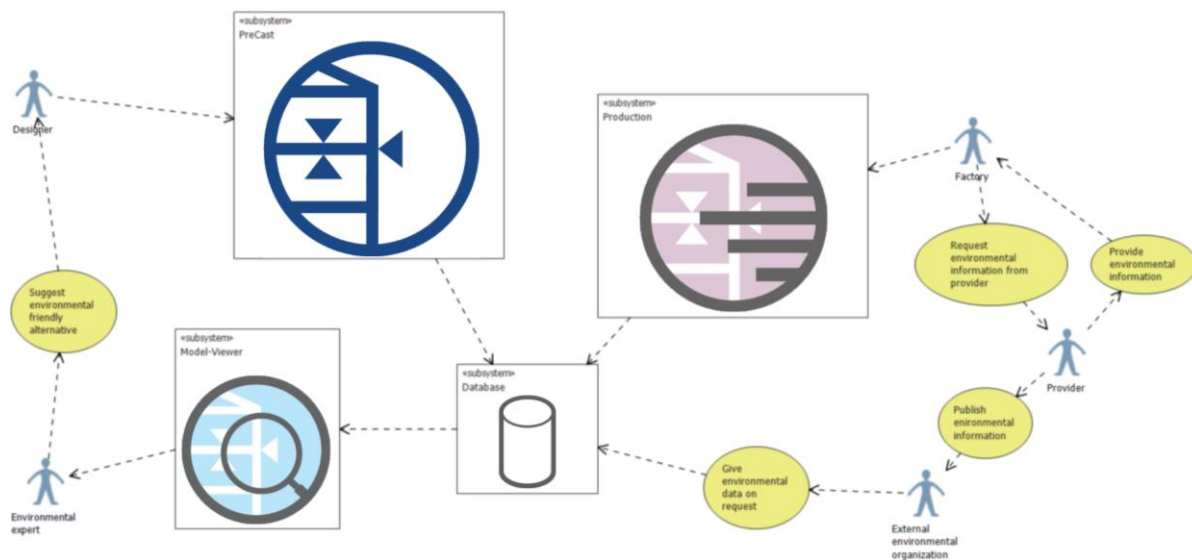 «subsystem»
PreCast
Designer
«subsystem»
Production
Factory
Request
environmental
information from
provider
Provide
environmental
information
Suggest
environmental
friendly
alternative
«subsystem»
Model-Viewer
«subsystem»
Database
Provider
Publish
enironmental
information
Give
environmental
data on
request
Environmental
expert
External
environmental
organization